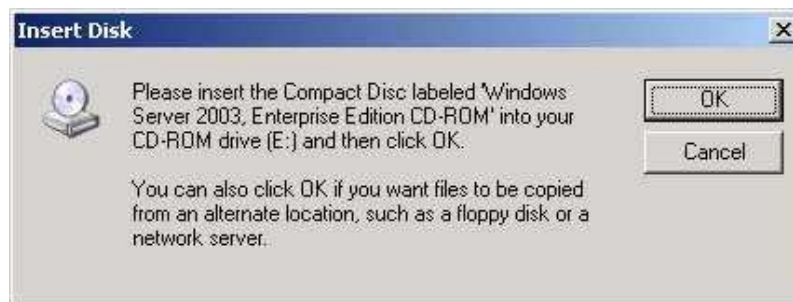 Insert Disk
Please insert the Compact Disc labeled 'Windows
Server 2003, Enterprise Edition CD-ROM' into your
CD-ROM drive (E:) and then click OK.
You can also click OK if you want files to be copied
from an alternate location, such as a floppy disk or a
network server.
OK
Cancel